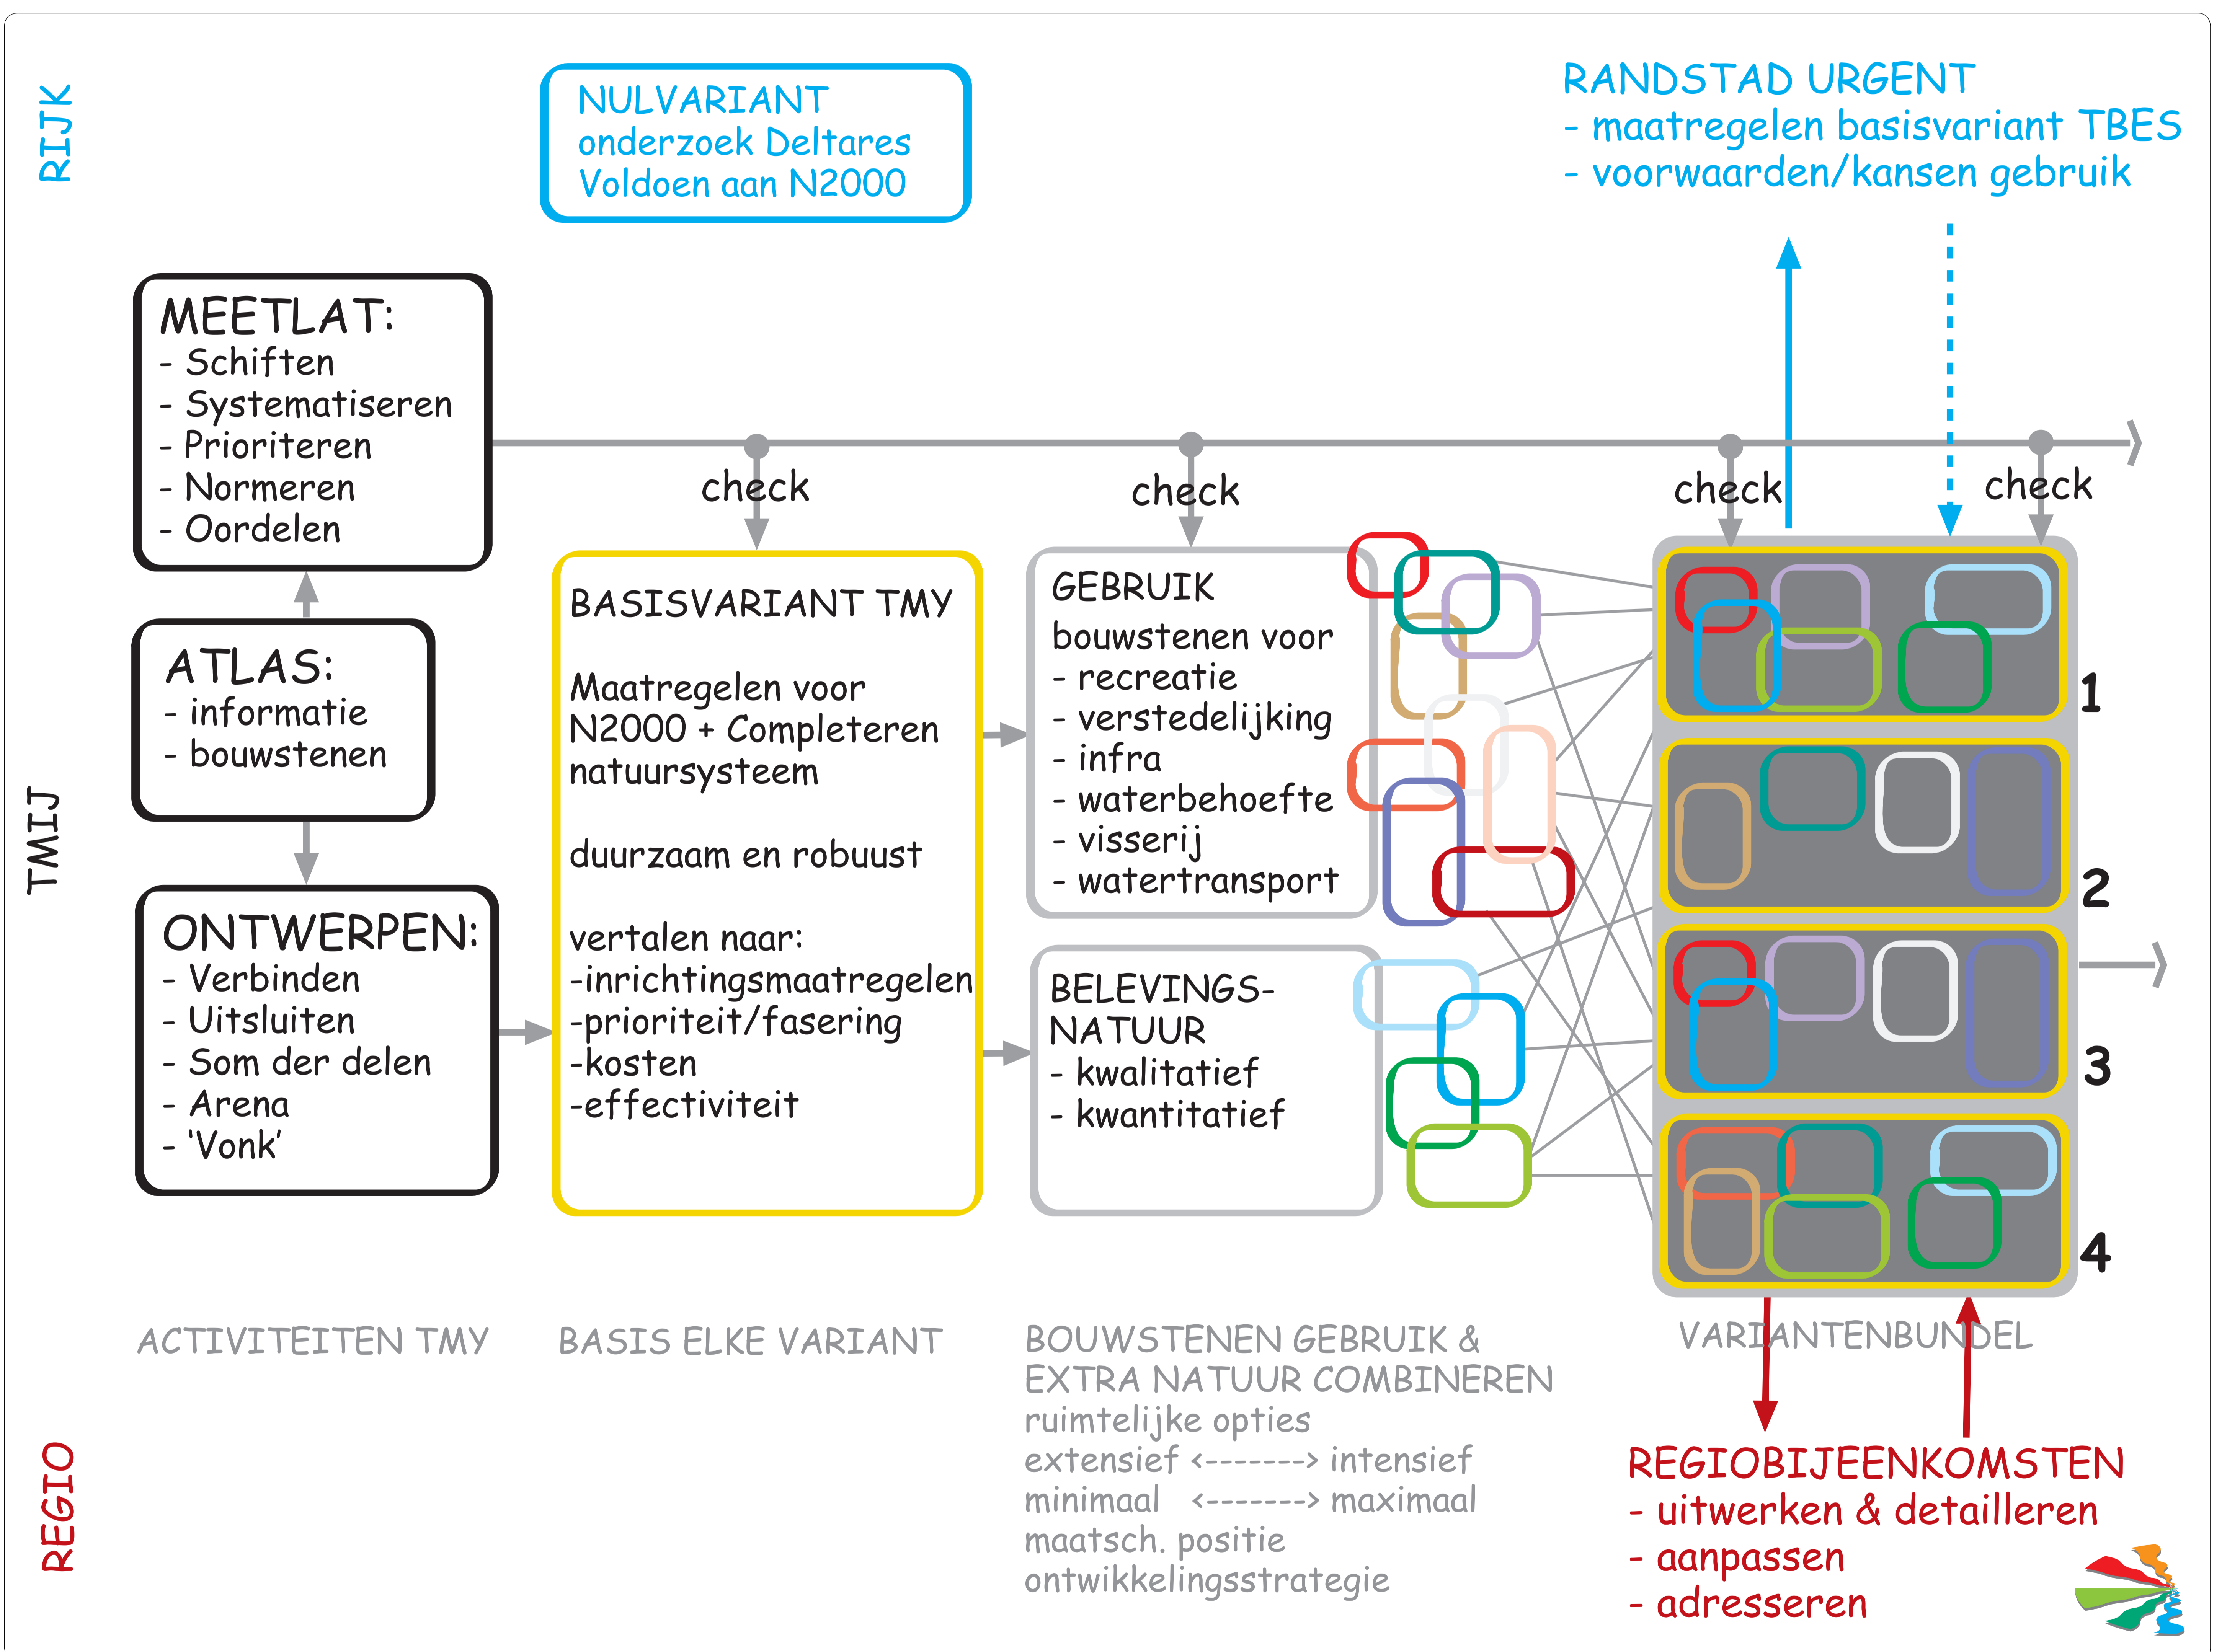 RIJK
NULVARIANT
onderzoek Deltares
Voldoen aan N2000
RANDSTAD URGENT
- maatregelen basisvariant TBES
- voorwaarden/kansen gebruik
MEETLAT:
- Schiften
- Systematiseren
- Prioriteren
- Normeren
- Oordelen
check
check
check
check
TMIJ
ATLAS:
- informatie
- bouwstenen
ONTWERPEN:
- Verbinden
- Uitsluiten
- Som der delen
- Arena
- 'Vonk'
BASISVARIANT TMY
Maatregelen voor
N2000 + Completeren
natuursysteem
duurzaam en robuust
vertalen naar:
-inrichtingsmaatregelen
-prioriteit/fasering
-kosten
-effectiviteit
GEBRUIK
bouwstenen voor
- recreatie
- verstedelijking
- infra
- waterbehoefte
- visserij
- watertransport
BELEVINGS-
NATUUR
- kwalitatief
- kwantitatief
1
2
3
4
ACTIVITEITEN TMY
BASIS ELKE VARIANT
BOUWSTENEN GEBRUIK &
EXTRA NATUUR COMBINEREN
ruimtelijke opties
extensief <-------> intensief
minimaal <-------> maximaal
maatsch. positie
ontwikkelingsstrategie
VARIANTENBUNDEL
REGIO
REGIOBIJEENKOMSTEN
- uitwerken & detailleren
- aanpassen
- adresseren